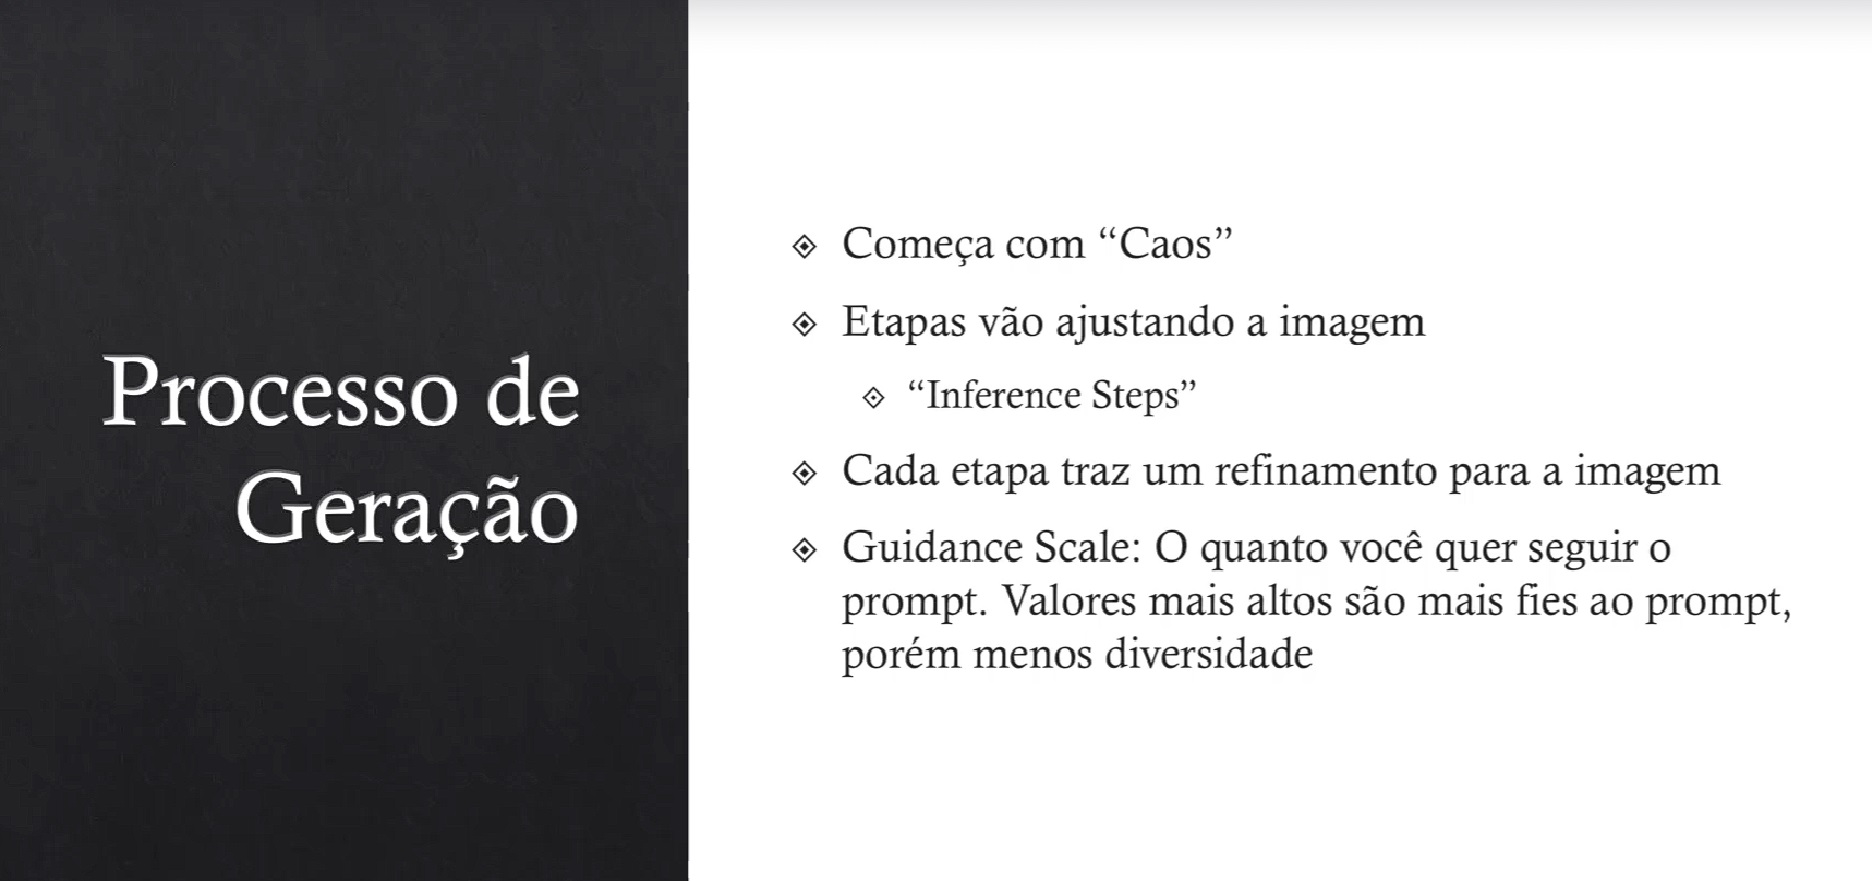 Processo de
Geração
Começa com “Caos”
Etapas vão ajustando a imagem
“Inference Steps”
Cada etapa traz um refinamento para a imagem
Guidance Scale: O quanto você quer seguir o
prompt. Valores mais altos são mais fies ao prompt,
porém menos diversidade